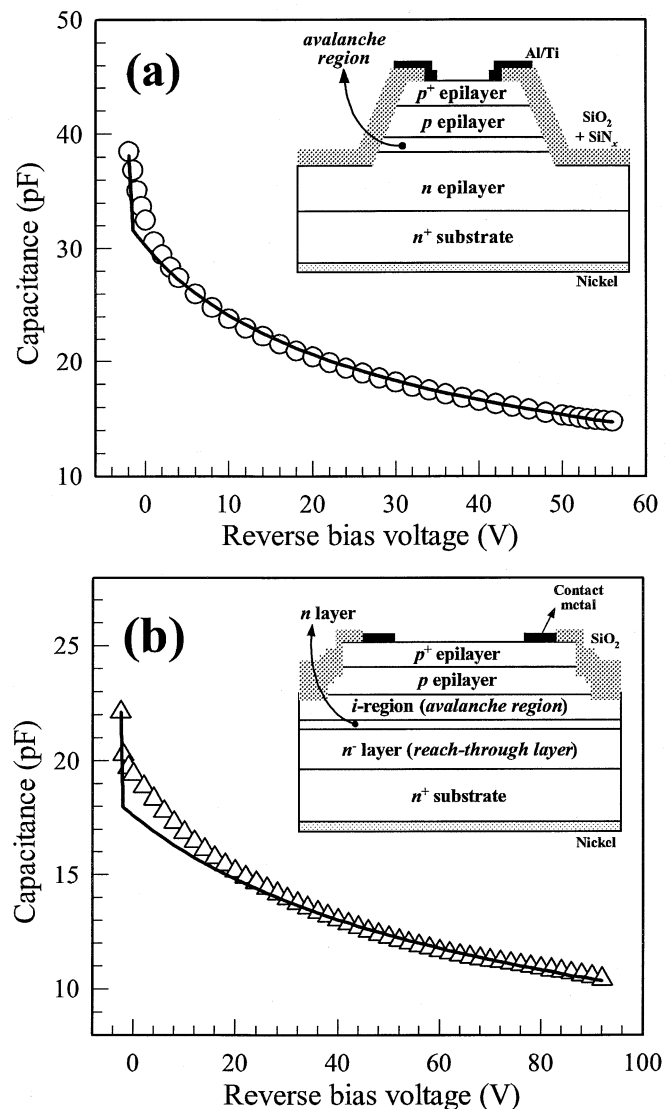 50
40
30
20
10
Capacitance (pF)
(a)
avalanche
region
Al/Ti
p⁺ epilayer
p epilayer
SiO₂
+ SiNₓ
n epilayer
n⁺ substrate
Nickel
0 10 20 30 40 50 60
Reverse bias voltage (V)
25
20
15
10
Capacitance (pF)
(b)
n layer
Contact
metal
SiO₂
p⁺ epilayer
p epilayer
i-region (avalanche region)
n⁻ layer (reach-through layer)
n⁺ substrate
Nickel
0 20 40 60 80 100
Reverse bias voltage (V)